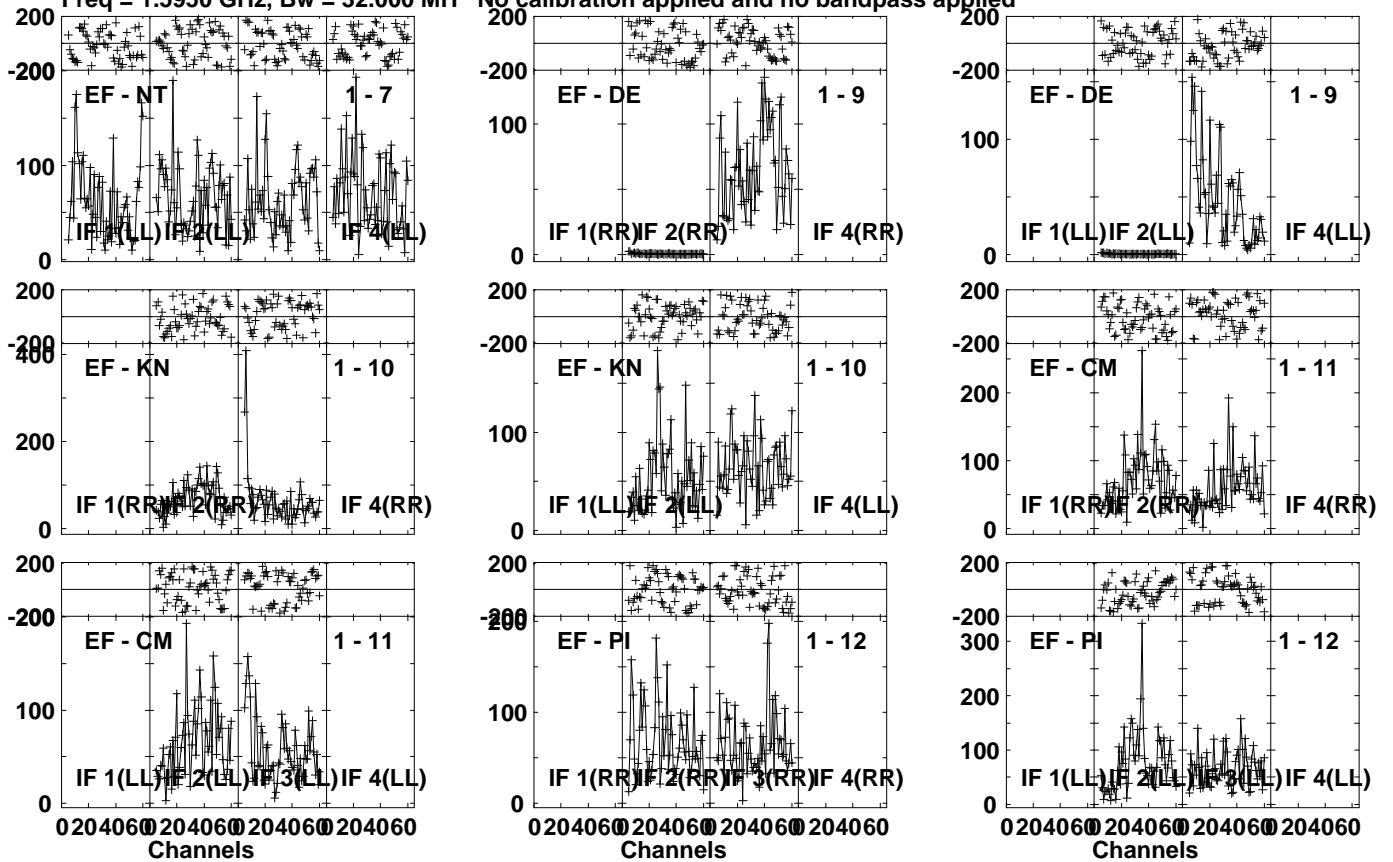 Freq = 1.5950 GHz, Bw = 32.000 MH No calibration applied and no bandpass applied
200 200 200
-200 -200 -200
EF - NT 1 - 7 EF - DE 1 - 9 EF - DE 1 - 9
200 100 100
100
IF 1(LL) IF 2(LL) IF 4(LL) IF 1(RR) IF 2(RR) IF 4(RR) IF 1(LL) IF 2(LL) IF 4(LL)
0 0 0
200 200 200
-200 -200 -200
400
EF - KN 1 - 10 EF - KN 1 - 10 EF - CM 1 - 11
200 100 200
100
IF 1(RR) IF 2(RR) IF 4(RR) IF 1(LL) IF 2(LL) IF 4(LL) IF 1(RR) IF 2(RR) IF 4(RR)
0 0 0
200 200 200
-200 -200 -200
200 300
EF - CM 1 - 11 EF - PI 1 - 12 EF - PI 1 - 12
200
100 100 100
IF 1(LL) IF 2(LL) IF 3(LL) IF 4(LL) IF 1(RR) IF 2(RR) IF 3(RR) IF 4(RR) IF 1(LL) IF 2(LL) IF 3(LL) IF 4(LL)
0 0 0
0 20 40 60 0 20 40 60 0 20 40 60 0 20 40 60 0 20 40 60 0 20 40 60 0 20 40 60 0 20 40 60 0 20 40 60 0 20 40 60 0 20 40 60 0 20 40 60
Channels Channels Channels